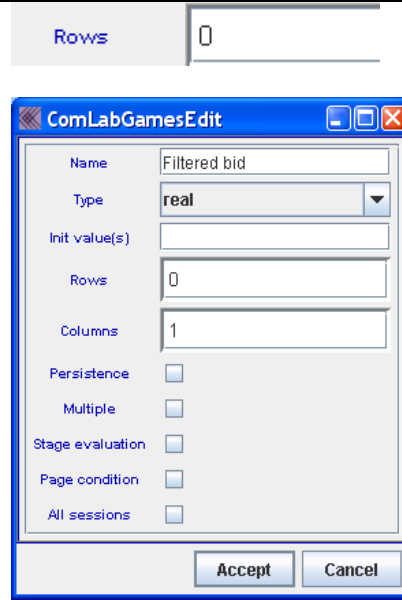 Rows 0
ComLabGamesEdit
Name Filtered bid
Type real
Init value(s)
Rows 0
Columns 1
Persistence
Multiple
Stage evaluation
Page condition
All sessions
Accept Cancel